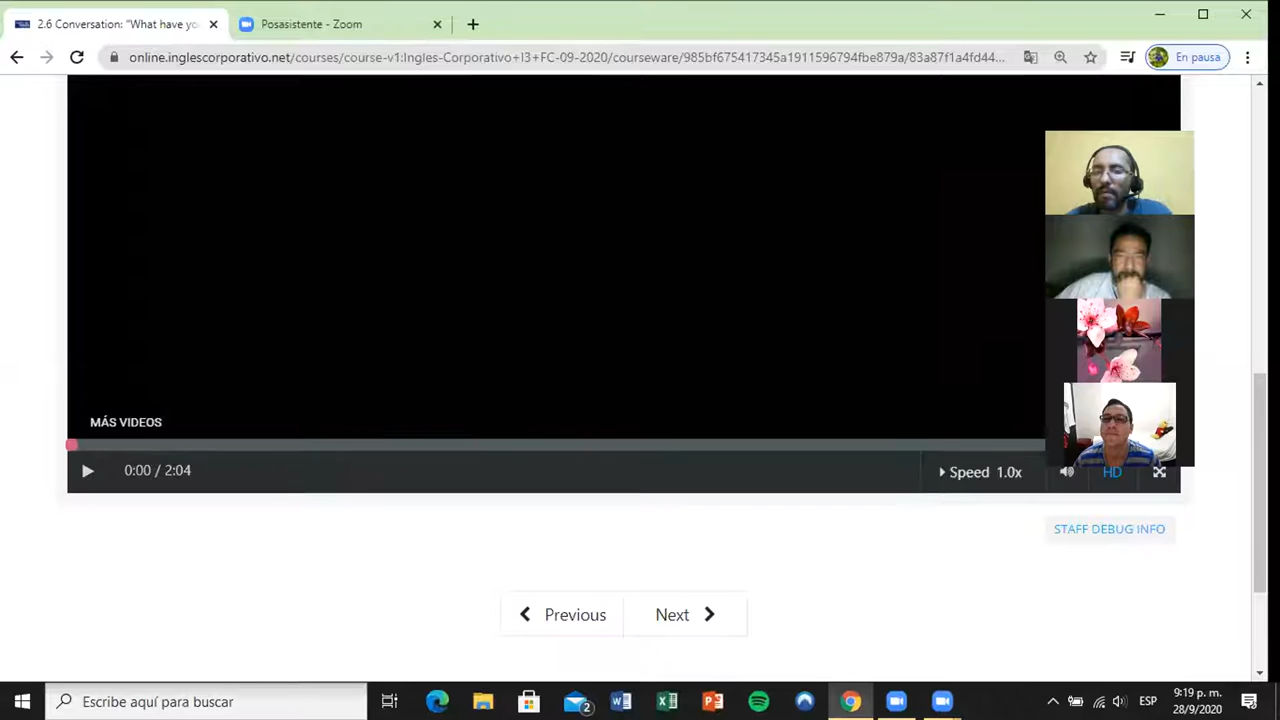 2.6 Conversation: "What have yo
Posasistente - Zoom
online.inglescorporativo.net/courses/course-v1:Ingles-Corporativo+I3+FC-09-2020/courseware/985bf675417345a1911596794fbe879a/83a87f1a4fd44...
En pausa
MÁS VIDEOS
0:00 / 2:04
Speed 1.0x
HD
STAFF DEBUG INFO
Previous
Next
Escribe aquí para buscar
2
ESP
9:19 p. m.
28/9/2020